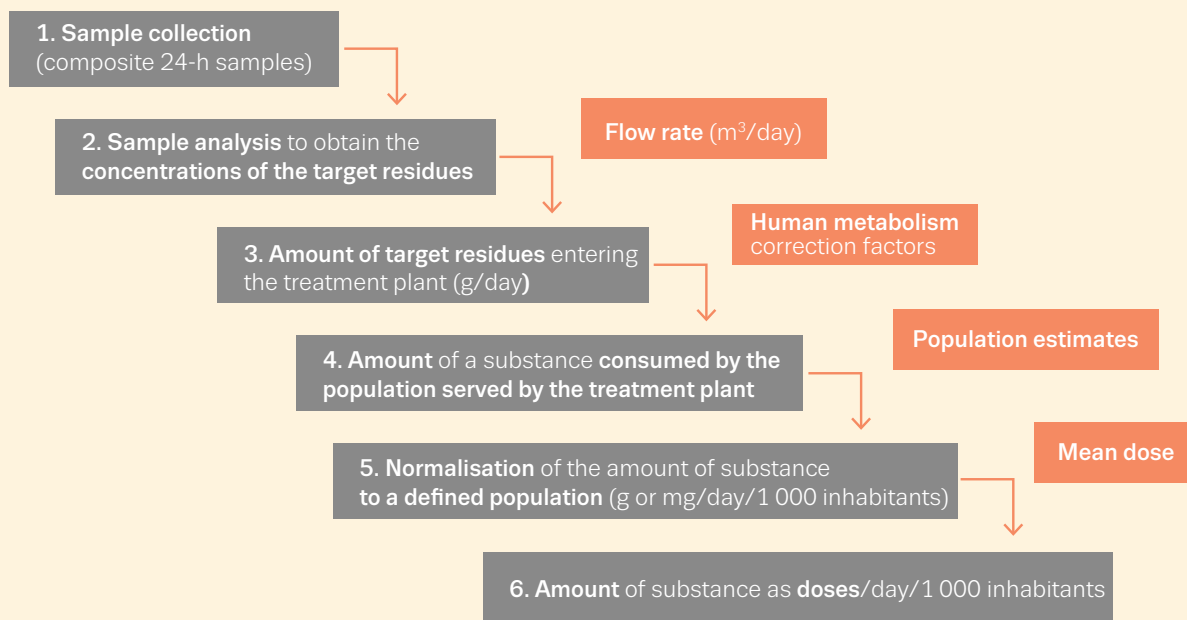 1. Sample collection
(composite 24-h samples)
2. Sample analysis to obtain the
concentrations of the target residues
Flow rate (m³/day)
3. Amount of target residues entering
the treatment plant (g/day)
Human metabolism
correction factors
4. Amount of a substance consumed by the
population served by the treatment plant
Population estimates
5. Normalisation of the amount of substance
to a defined population (g or mg/day/1 000 inhabitants)
Mean dose
6. Amount of substance as doses/day/1 000 inhabitants